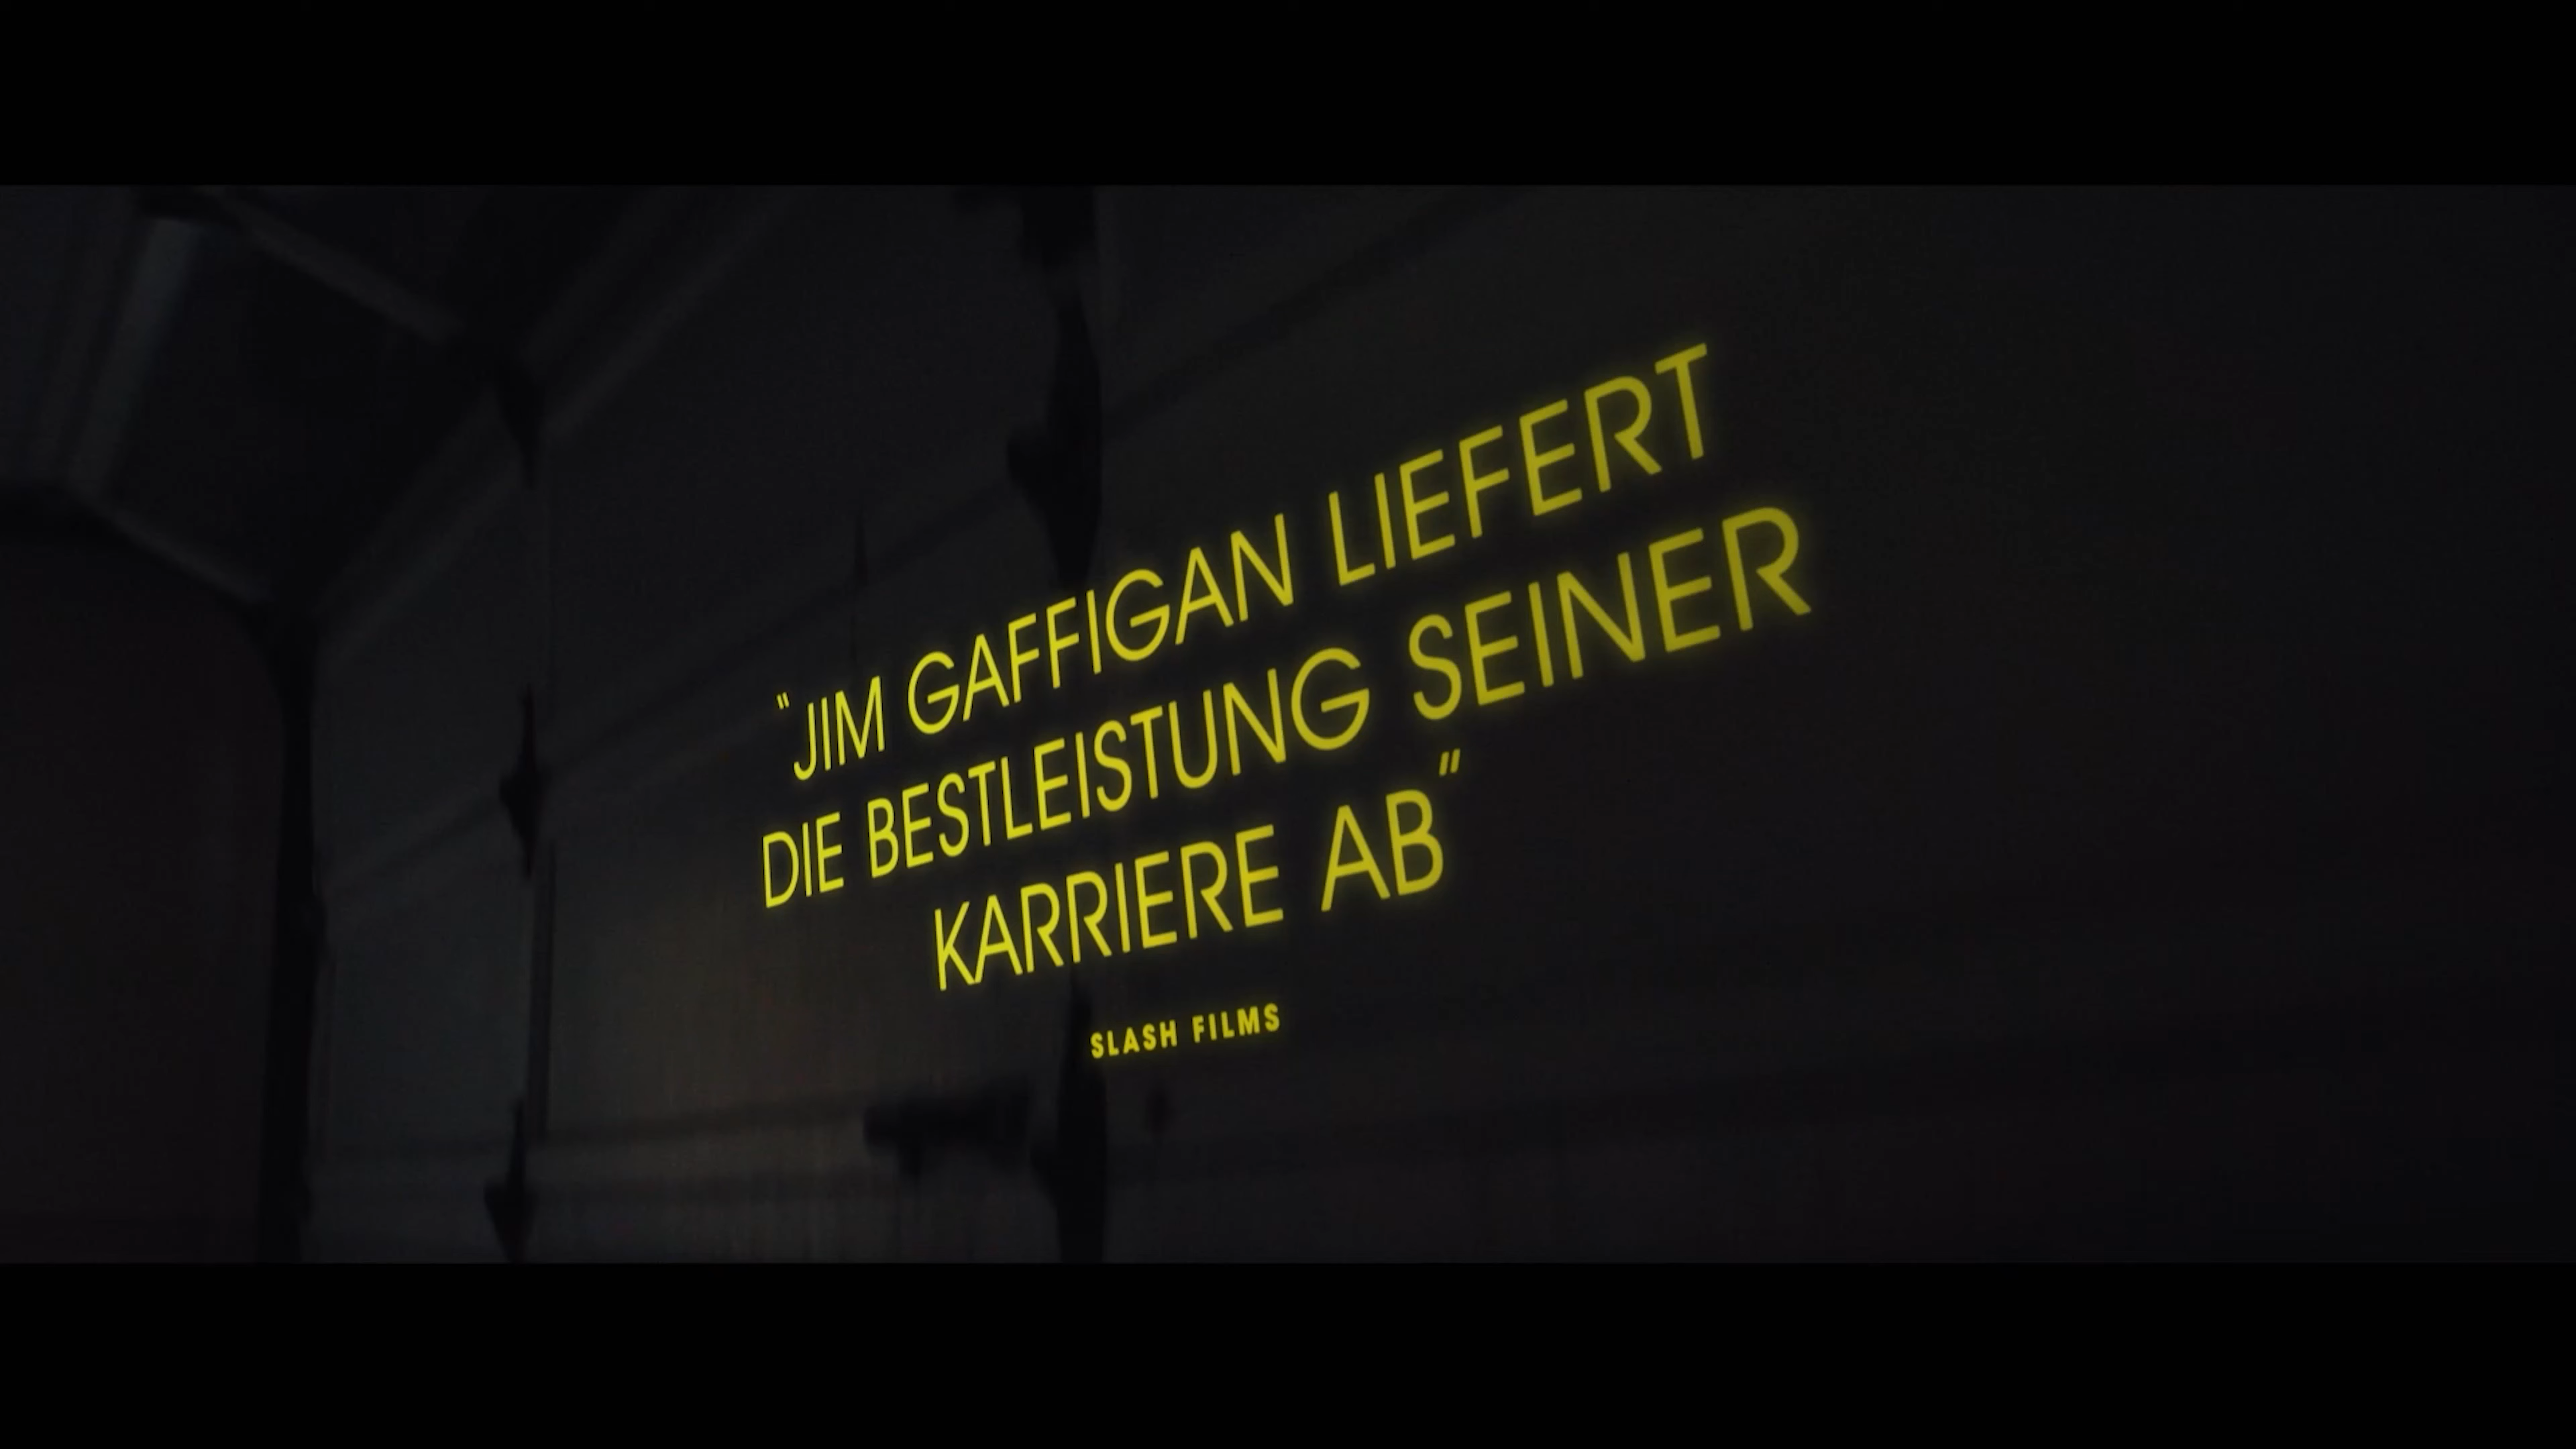 "JIM GAFFIGAN LIEFERT
DIE BESTLEISTUNG SEINER
KARRIERE AB"
SLASH FILMS